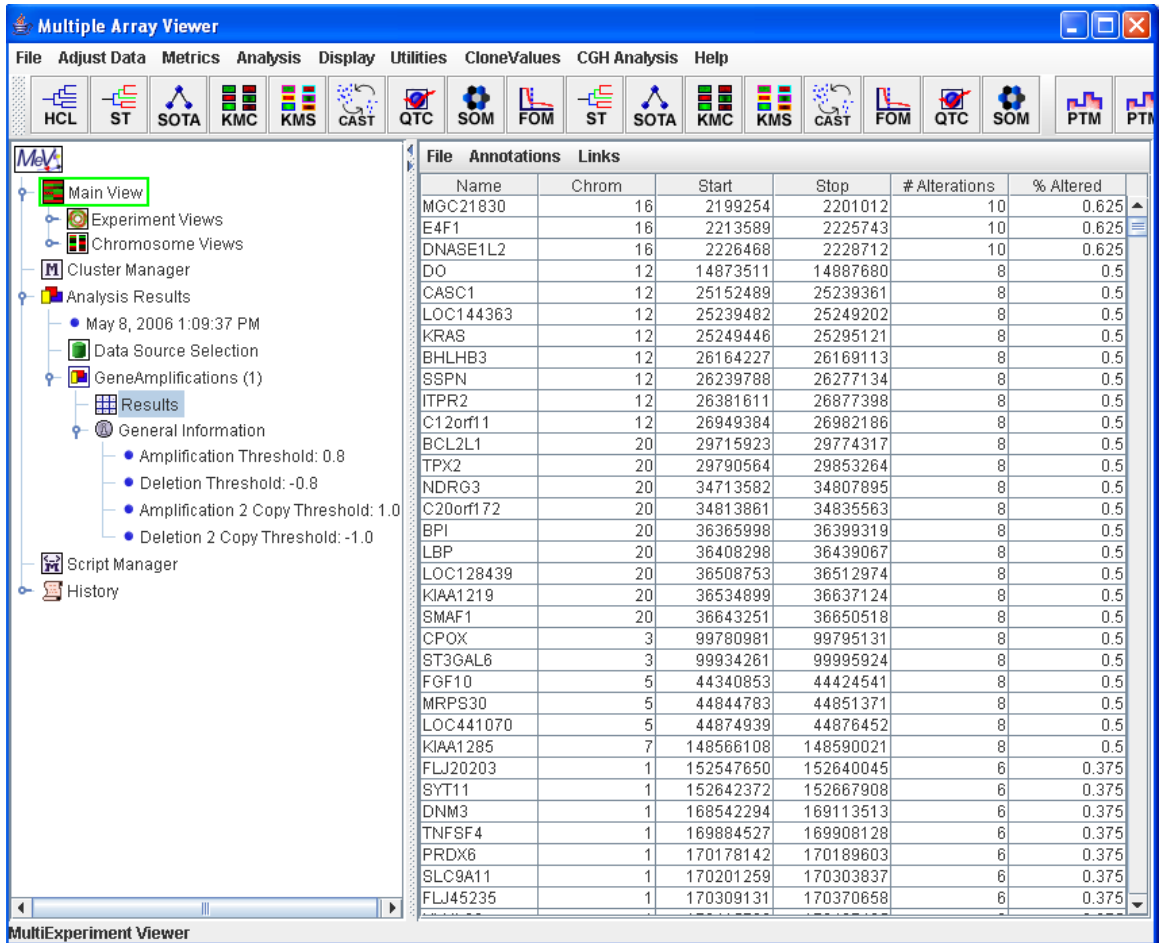 Multiple Array Viewer
File Adjust Data Metrics Analysis Display Utilities CloneValues CGH Analysis Help
HCL ST SOTA KMC KMS CAST QTC SOM FOM ST SOTA KMC KMS CAST FOM QTC SOM PTM PTM
MeV
Main View
Experiment Views
Chromosome Views
M Cluster Manager
Analysis Results
May 8, 2006 1:09:37 PM
Data Source Selection
GeneAmplifications (1)
Results
General Information
Amplification Threshold: 0.8
Deletion Threshold: -0.8
Amplification 2 Copy Threshold: 1.0
Deletion 2 Copy Threshold: -1.0
Script Manager
History
File Annotations Links
Name Chrom Start Stop # Alterations % Altered
MGC21830 16 2199254 2201012 10 0.625
E4F1 16 2213589 2225743 10 0.625
DNASE1L2 16 2226468 2228712 10 0.625
DO 12 14873511 14887680 8 0.5
CASC1 12 25152489 25239361 8 0.5
LOC144363 12 25239482 25249202 8 0.5
KRAS 12 25249446 25295121 8 0.5
BHLHB3 12 26164227 26169113 8 0.5
SSPN 12 26239788 26277134 8 0.5
ITPR2 12 26381611 26877398 8 0.5
C12orf11 12 26949384 26982186 8 0.5
BCL2L1 20 29715923 29774317 8 0.5
TPX2 20 29790564 29853264 8 0.5
NDRG3 20 34713582 34807895 8 0.5
C20orf172 20 34813861 34835563 8 0.5
BPI 20 36365998 36399319 8 0.5
LBP 20 36408298 36439067 8 0.5
LOC128439 20 36508753 36512974 8 0.5
KIAA1219 20 36534899 36637124 8 0.5
SMAF1 20 36643251 36650518 8 0.5
CPOX 3 99780981 99795131 8 0.5
ST3GAL6 3 99934261 99995924 8 0.5
FGF10 5 44340853 44424541 8 0.5
MRPS30 5 44844783 44851371 8 0.5
LOC441070 5 44874939 44876452 8 0.5
KIAA1285 7 148566108 148590021 8 0.5
FLJ20203 1 152547650 152640045 6 0.375
SYT11 1 152642372 152667908 6 0.375
DNM3 1 168542294 169113513 6 0.375
TNFSF4 1 169884527 169908128 6 0.375
PRDX6 1 170178142 170189603 6 0.375
SLC9A11 1 170201259 170303837 6 0.375
FLJ45235 1 170309131 170370658 6 0.375
MultiExperiment Viewer